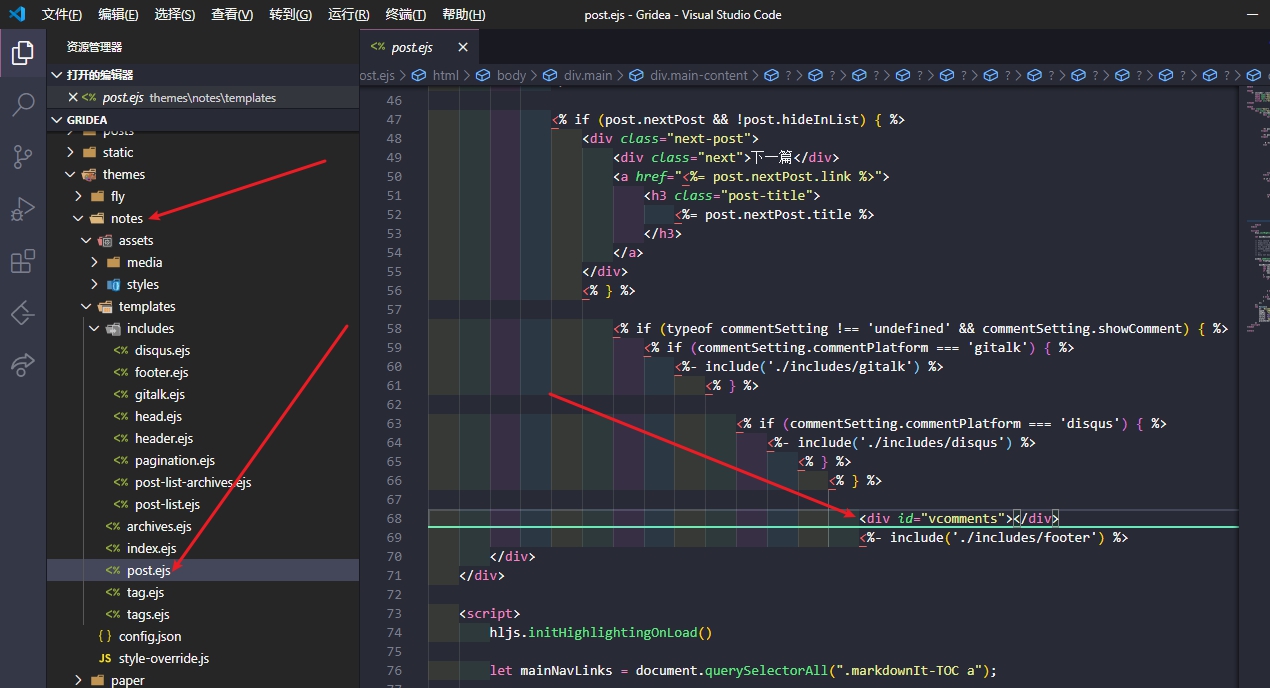 文件(F) 编辑(E) 选择(S) 查看(V) 转到(G) 运行(R) 终端(T) 帮助(H) post.ejs - Gridea - Visual Studio Code
资源管理器
打开的编辑器
post.ejs themes\notes\templates
GRIDEA
posts
static
themes
fly
notes
assets
media
styles
templates
includes
disqus.ejs
footer.ejs
gitalk.ejs
head.ejs
header.ejs
pagination.ejs
post-list-archives.ejs
post-list.ejs
archives.ejs
index.ejs
post.ejs
tag.ejs
tags.ejs
{ } config.json
JS style-override.js
paper
<% post.ejs
ost.ejs > html > body > div.main > div.main-content > ? > ? > ? > ? > ? > ? > ? > ? > ? > ? > ? >
46
47 <% if (post.nextPost && !post.hideInList) { %>
48 <div class="next-post">
49 <div class="next">下一篇</div>
50 <a href="<%= post.nextPost.link %>">
51 <h3 class="post-title">
52 <%= post.nextPost.title %>
53 </h3>
54 </a>
55 </div>
56 <% } %>
57
58 <% if (typeof commentSetting !== 'undefined' && commentSetting.showComment) { %>
59 <% if (commentSetting.commentPlatform === 'gitalk') { %>
60 <%- include('./includes/gitalk') %>
61 <% } %>
62
63 <% if (commentSetting.commentPlatform === 'disqus') { %>
64 <%- include('./includes/disqus') %>
65 <% } %>
66 <% } %>
67
68 <div id="vcomments"></div>
69 <%- include('./includes/footer') %>
70 </div>
71 </div>
72
73 <script>
74 hljs.initHighlightingOnLoad()
75
76 let mainNavLinks = document.querySelectorAll(".markdownIt-TOC a");
77